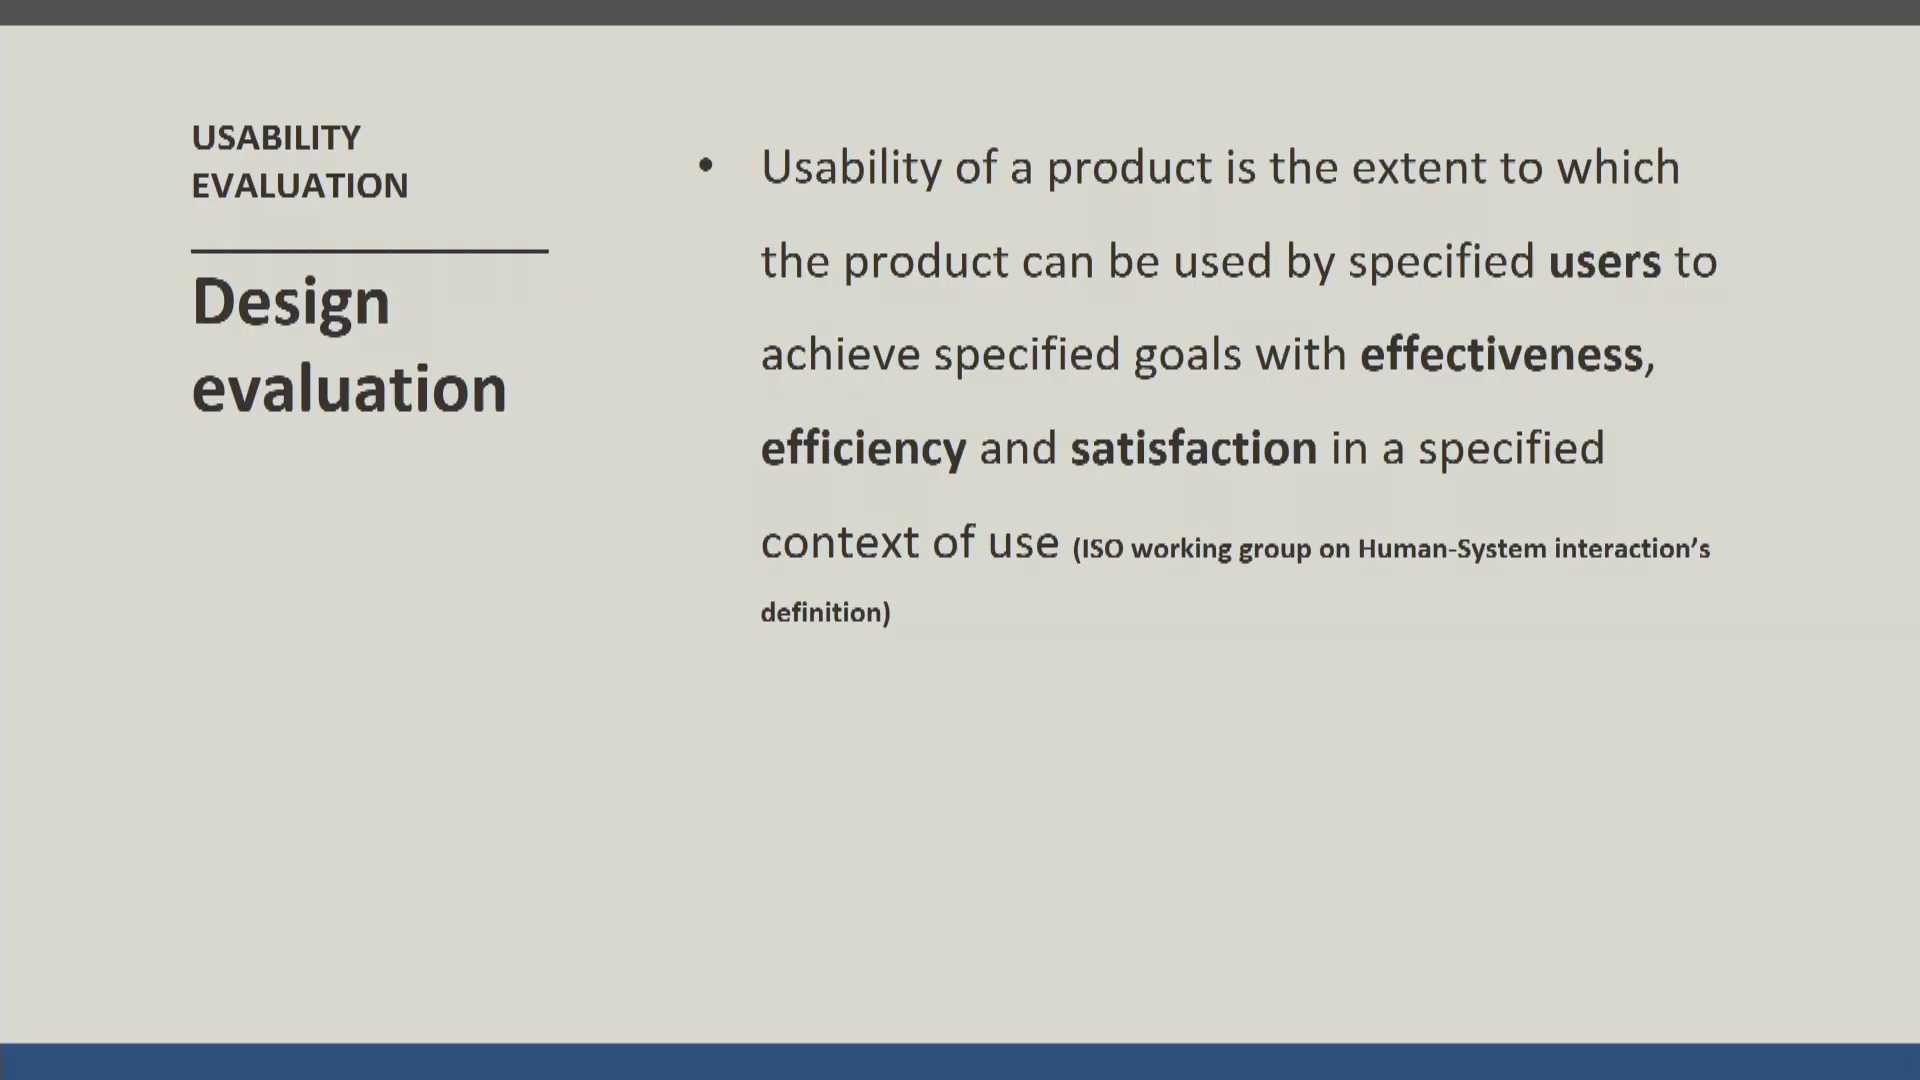 USABILITY
EVALUATION
Design
evaluation
• Usability of a product is the extent to which
the product can be used by specified users to
achieve specified goals with effectiveness,
efficiency and satisfaction in a specified
context of use (ISO working group on Human-System interaction’s
definition)